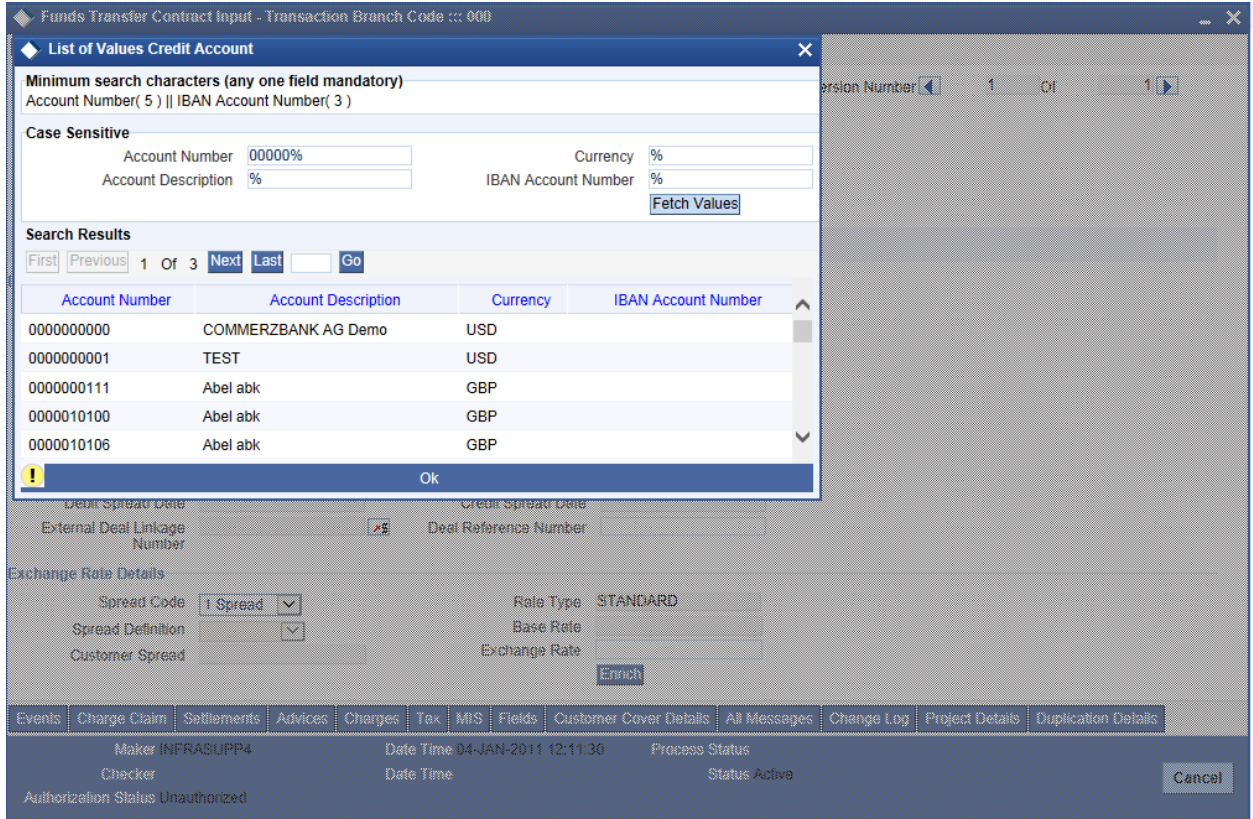 Funds Transfer Contract Input - Transaction Branch Code ::: 000
List of Values Credit Account
Minimum search characters (any one field mandatory)
Account Number( 5 ) || IBAN Account Number( 3 )
ersion Number 1 Of 1
Case Sensitive
Account Number 00000% Currency %
Account Description % IBAN Account Number %
Fetch Values
Search Results
First Previous 1 Of 3 Next Last Go
Account Number Account Description Currency IBAN Account Number
0000000000 COMMERZBANK AG Demo USD
0000000001 TEST USD
0000000111 Abel abk GBP
0000010100 Abel abk GBP
0000010106 Abel abk GBP
Ok
Debit Spread Date Credit Spread Date
External Deal Linkage Number Deal Reference Number
Exchange Rate Details
Spread Code 1 Spread Rate Type STANDARD
Spread Definition Base Rate
Customer Spread Exchange Rate
Enrich
Events Charge Claim Settlements Advices Charges Tax MIS Fields Customer Cover Details All Messages Change Log Project Details Duplication Details
Maker INFRASUPP4 Date Time 04-JAN-2011 12:11:30 Process Status
Checker Date Time Status Active
Cancel
Authorization Status Unauthorized